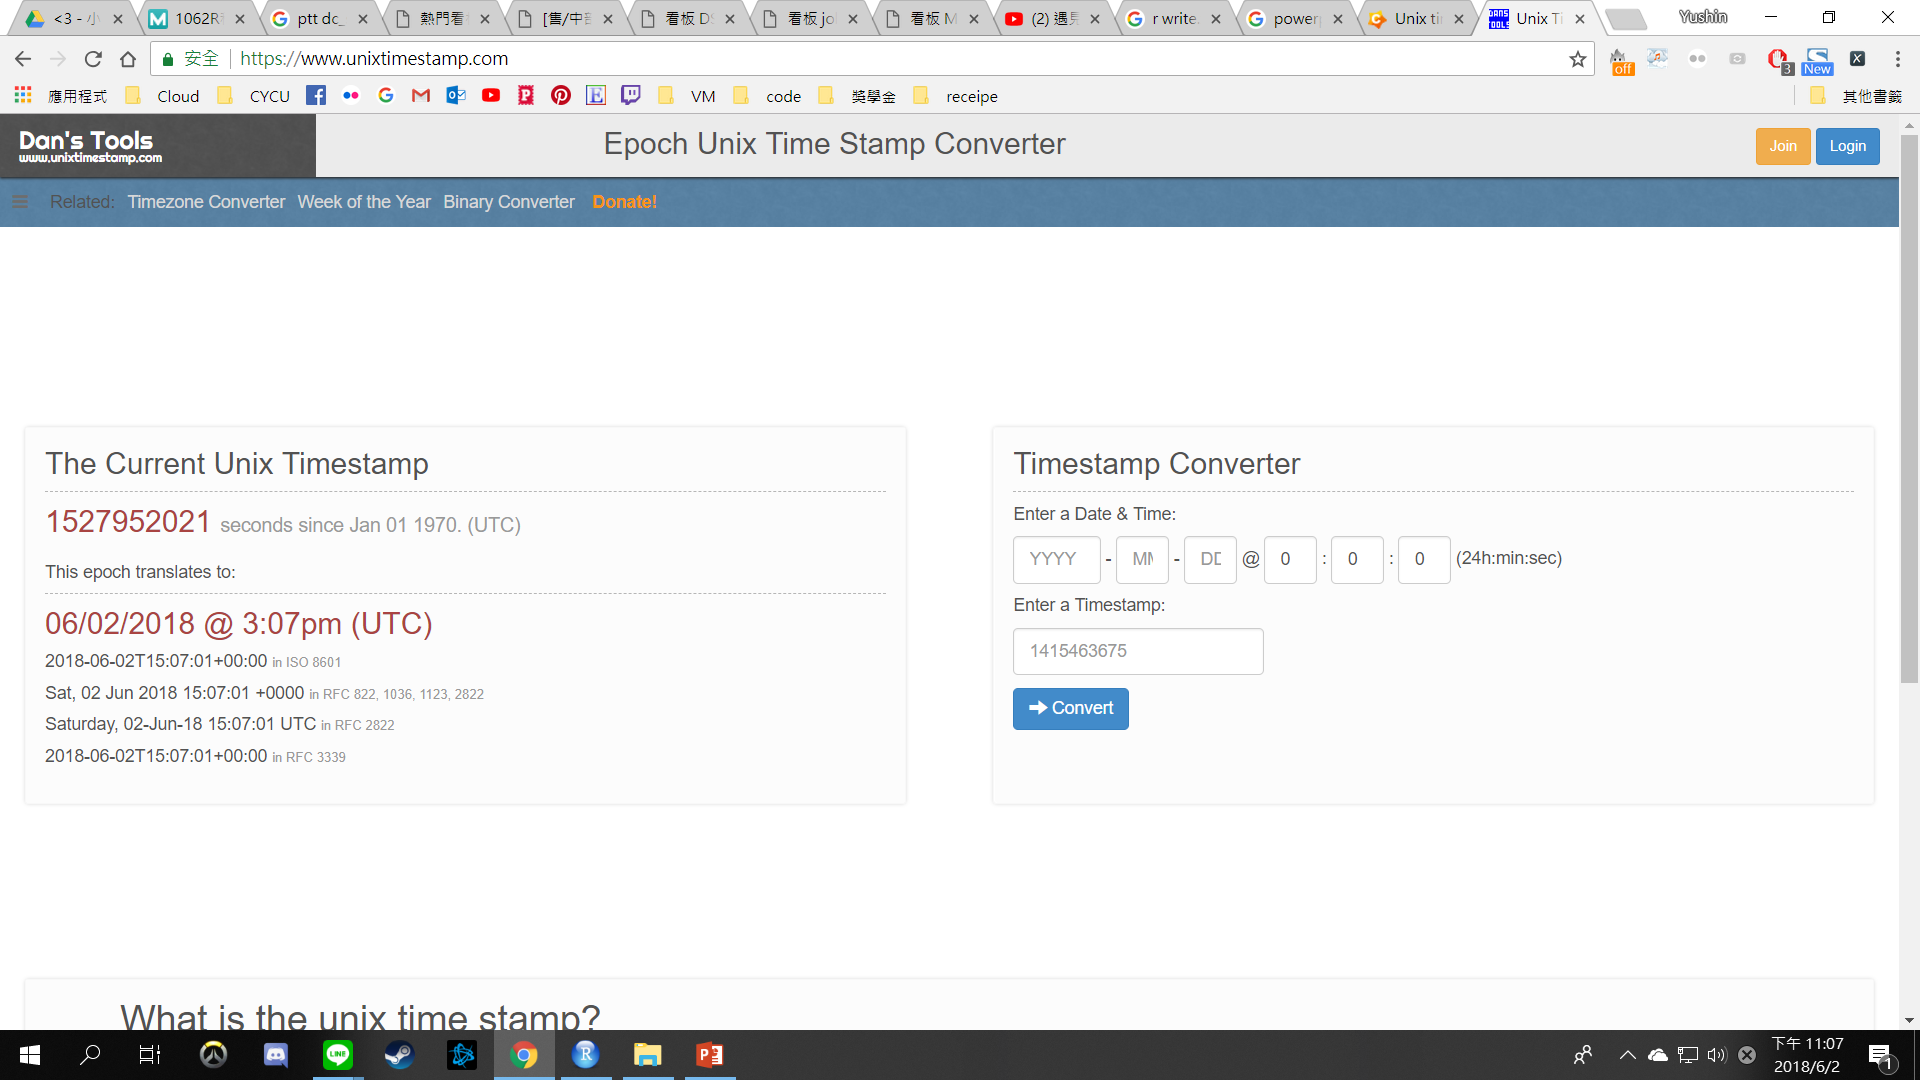 <3 - 小
1062R
ptt dc_
熱門看
[售/中
看板 D
看板 jo
看板 M
(2) 遇
r write.
power
Unix ti
Unix Ti
Yushin
安全
https://www.unixtimestamp.com
off
3
New
應用程式
Cloud
CYCU
VM
code
獎學金
receipe
其他書籤
Dan's Tools
www.unixtimestamp.com
Epoch Unix Time Stamp Converter
Join
Login
Related:
Timezone Converter
Week of the Year
Binary Converter
Donate!
The Current Unix Timestamp
1527952021 seconds since Jan 01 1970. (UTC)
This epoch translates to:
06/02/2018 @ 3:07pm (UTC)
2018-06-02T15:07:01+00:00 in ISO 8601
Sat, 02 Jun 2018 15:07:01 +0000 in RFC 822, 1036, 1123, 2822
Saturday, 02-Jun-18 15:07:01 UTC in RFC 2822
2018-06-02T15:07:01+00:00 in RFC 3339
Timestamp Converter
Enter a Date & Time:
YYYY - MM - DD @ 0 : 0 : 0 (24h:min:sec)
Enter a Timestamp:
1415463675
Convert
What is the unix time stamp?
LINE
下午 11:07
2018/6/2
1